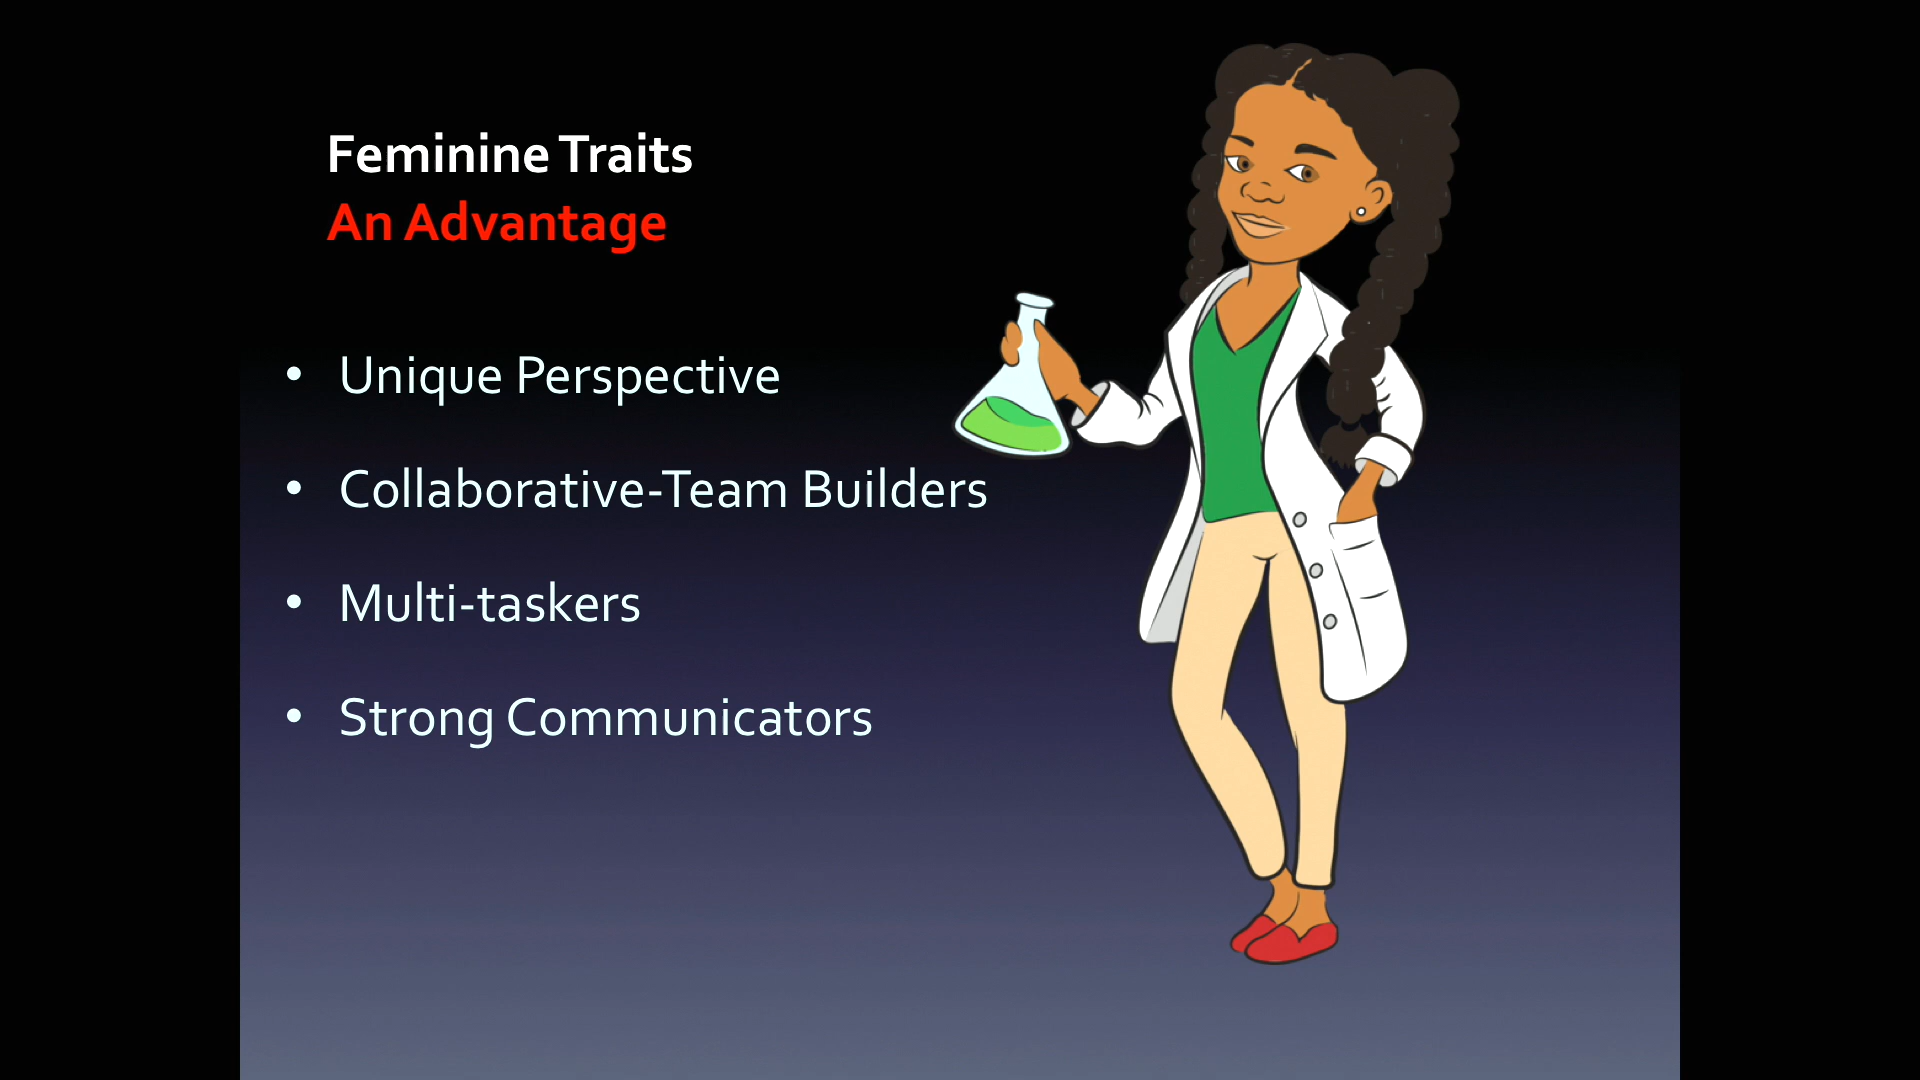 Feminine Traits
An Advantage
• Unique Perspective
• Collaborative-Team Builders
• Multi-taskers
• Strong Communicators